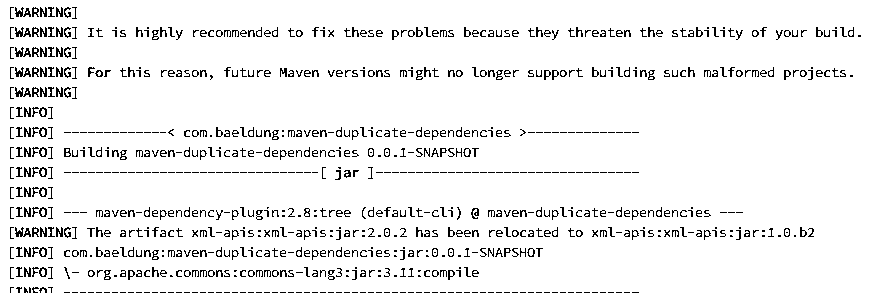 [WARNING]
[WARNING] It is highly recommended to fix these problems because they threaten the stability of your build.
[WARNING]
[WARNING] For this reason, future Maven versions might no longer support building such malformed projects.
[WARNING]
[INFO]
[INFO] -------------< com.baeldung:maven-duplicate-dependencies >--------------
[INFO] Building maven-duplicate-dependencies 0.0.1-SNAPSHOT
[INFO] --------------------------------[ jar ]---------------------------------
[INFO]
[INFO] --- maven-dependency-plugin:2.8:tree (default-cli) @ maven-duplicate-dependencies ---
[WARNING] The artifact xml-apis:xml-apis:jar:2.0.2 has been relocated to xml-apis:xml-apis:jar:1.0.b2
[INFO] com.baeldung:maven-duplicate-dependencies:jar:0.0.1-SNAPSHOT
[INFO] \- org.apache.commons:commons-lang3:jar:3.11:compile
[INFO] ------------------------------------------------------------------------